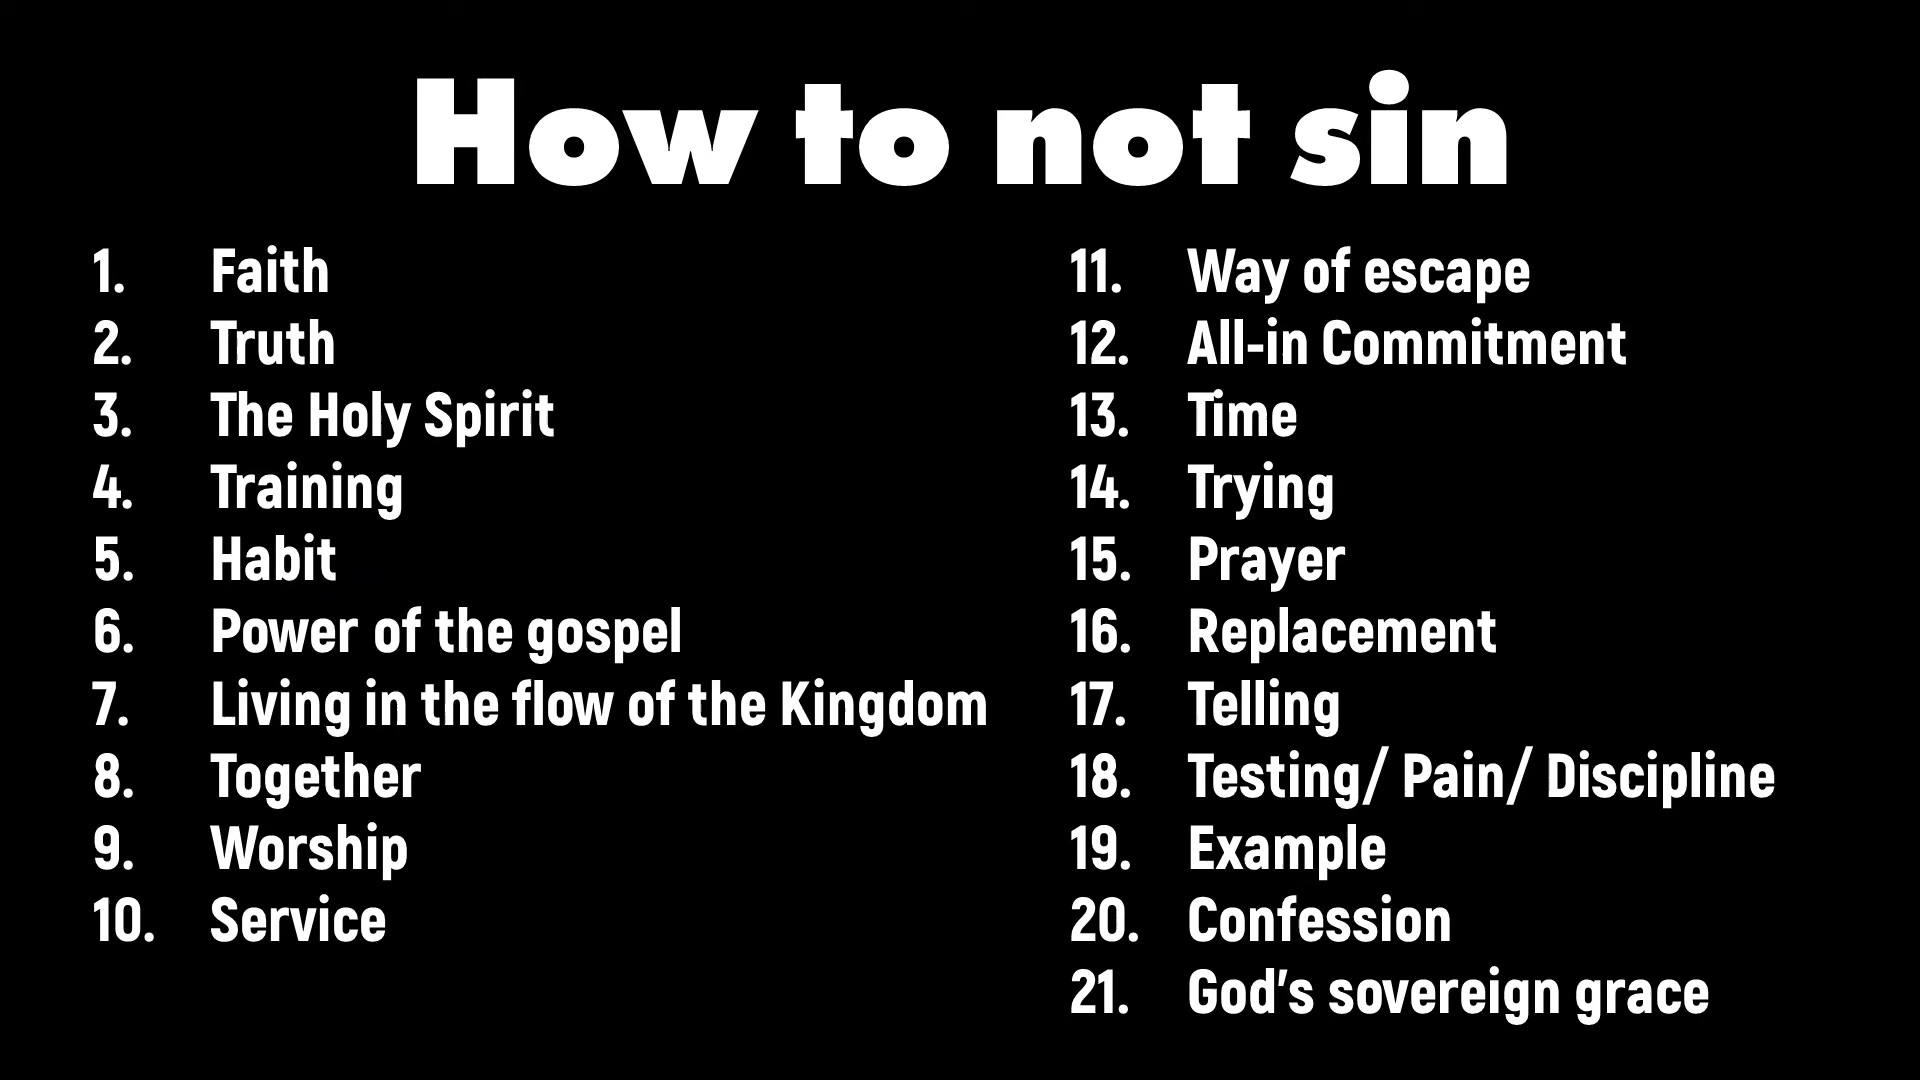 How to not sin
1. Faith
2. Truth
3. The Holy Spirit
4. Training
5. Habit
6. Power of the gospel
7. Living in the flow of the Kingdom
8. Together
9. Worship
10. Service
11. Way of escape
12. All-in Commitment
13. Time
14. Trying
15. Prayer
16. Replacement
17. Telling
18. Testing/ Pain/ Discipline
19. Example
20. Confession
21. God's sovereign grace